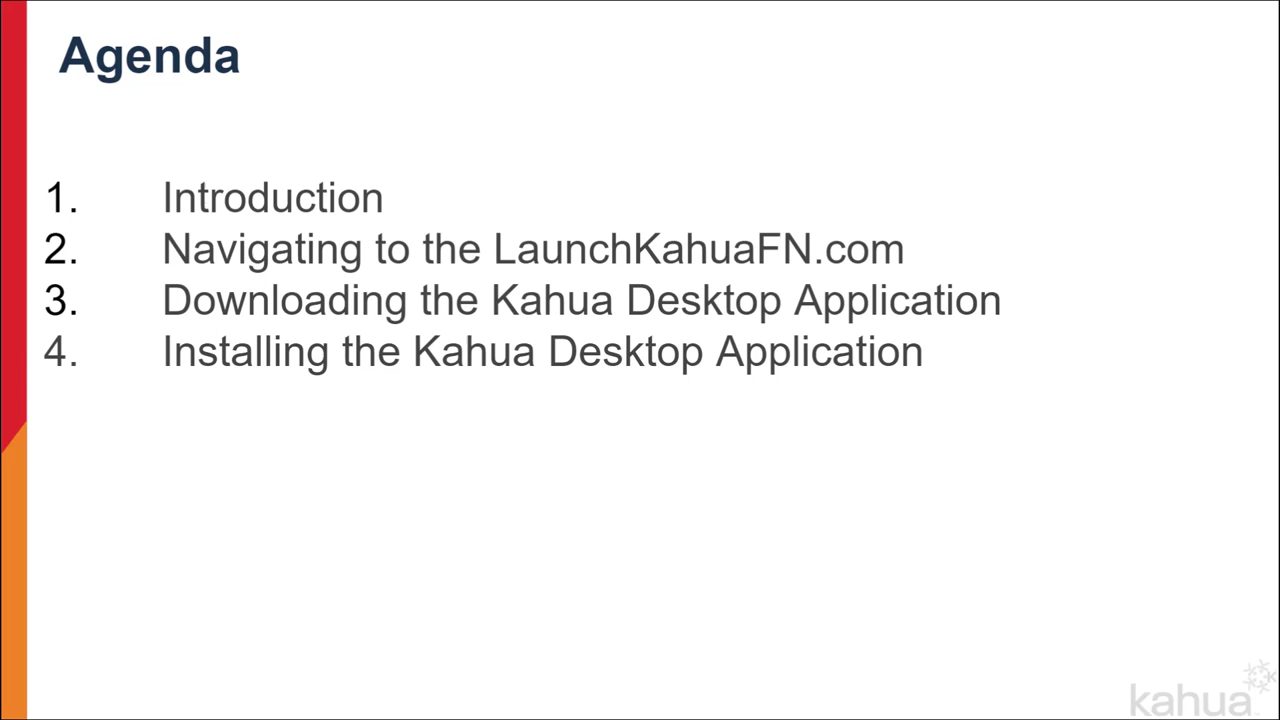 Agenda
1. Introduction
2. Navigating to the LaunchKahuaFN.com
3. Downloading the Kahua Desktop Application
4. Installing the Kahua Desktop Application
kahua